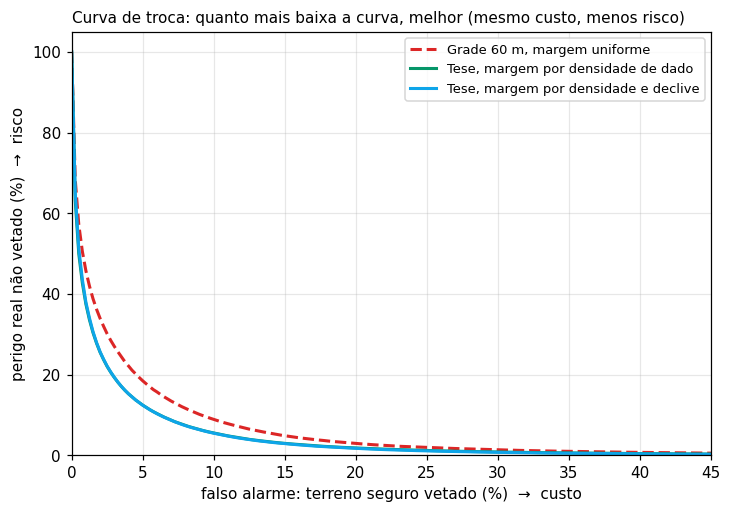 Curva de troca: quanto mais baixa a curva, melhor (mesmo custo, menos risco)
Grade 60 m, margem uniforme
Tese, margem por densidade de dado
Tese, margem por densidade e declive
perigo real não vetado (%) → risco
100
80
60
40
20
0
0 5 10 15 20 25 30 35 40 45
falso alarme: terreno seguro vetado (%) → custo